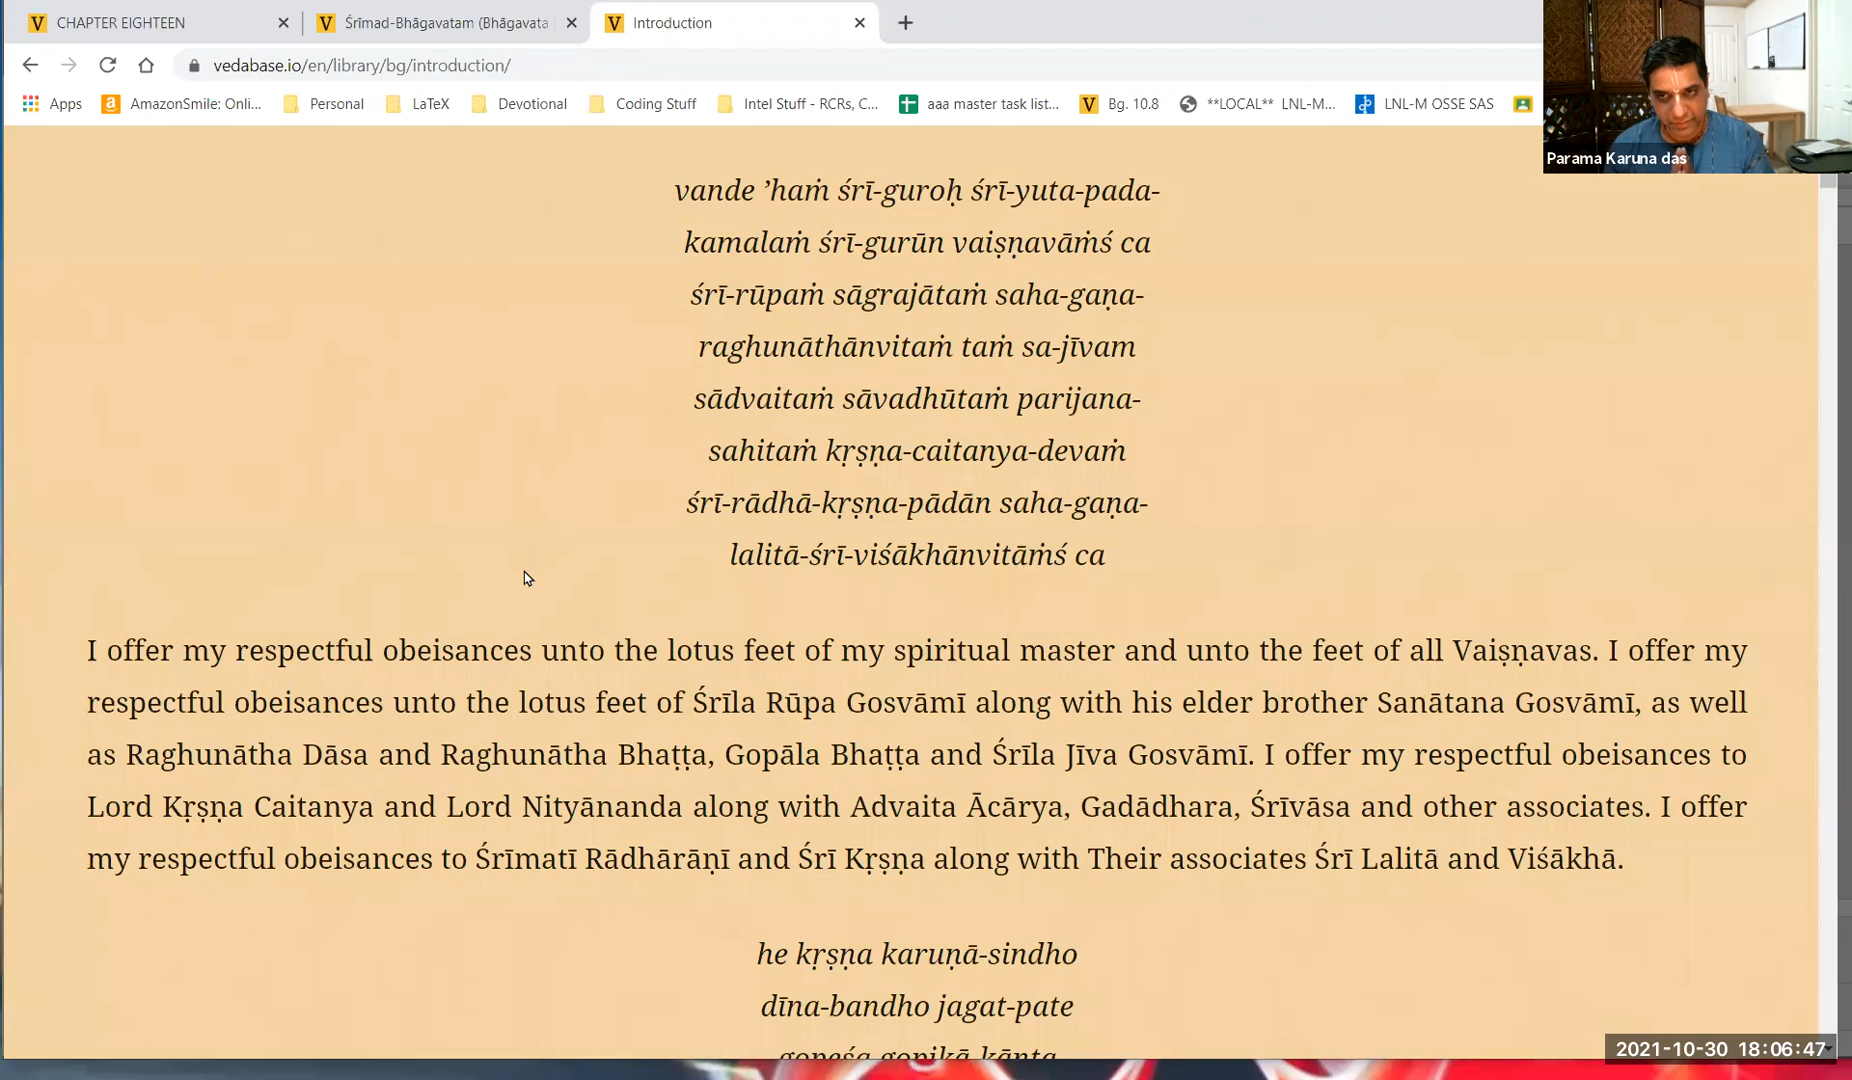 CHAPTER EIGHTEEN
Śrīmad-Bhāgavatam (Bhāgavata
Introduction
vedabase.io/en/library/bg/introduction/
Apps
AmazonSmile: Onli...
Personal
LaTeX
Devotional
Coding Stuff
Intel Stuff - RCRs, C...
aaa master task list...
Bg. 10.8
**LOCAL** LNL-M...
LNL-M OSSE SAS
Parama Karuna das
vande ’haṁ śrī-guroḥ śrī-yuta-pada-
kamalaṁ śrī-gurūn vaiṣṇavāṁś ca
śrī-rūpaṁ sāgrajātaṁ saha-gaṇa-
raghunāthānvitaṁ taṁ sa-jīvam
sādvaitaṁ sāvadhūtaṁ parijana-
sahitaṁ kṛṣṇa-caitanya-devaṁ
śrī-rādhā-kṛṣṇa-pādān saha-gaṇa-
lalitā-śrī-viśākhānvitāṁś ca
I offer my respectful obeisances unto the lotus feet of my spiritual master and unto the feet of all Vaiṣṇavas. I offer my
respectful obeisances unto the lotus feet of Śrīla Rūpa Gosvāmī along with his elder brother Sanātana Gosvāmī, as well
as Raghunātha Dāsa and Raghunātha Bhaṭṭa, Gopāla Bhaṭṭa and Śrīla Jīva Gosvāmī. I offer my respectful obeisances to
Lord Kṛṣṇa Caitanya and Lord Nityānanda along with Advaita Ācārya, Gadādhara, Śrīvāsa and other associates. I offer
my respectful obeisances to Śrīmatī Rādhārāṇī and Śrī Kṛṣṇa along with Their associates Śrī Lalitā and Viśākhā.
he kṛṣṇa karuṇā-sindho
dīna-bandho jagat-pate
gopeśa gopikā-kānta
2021-10-30 18:06:47